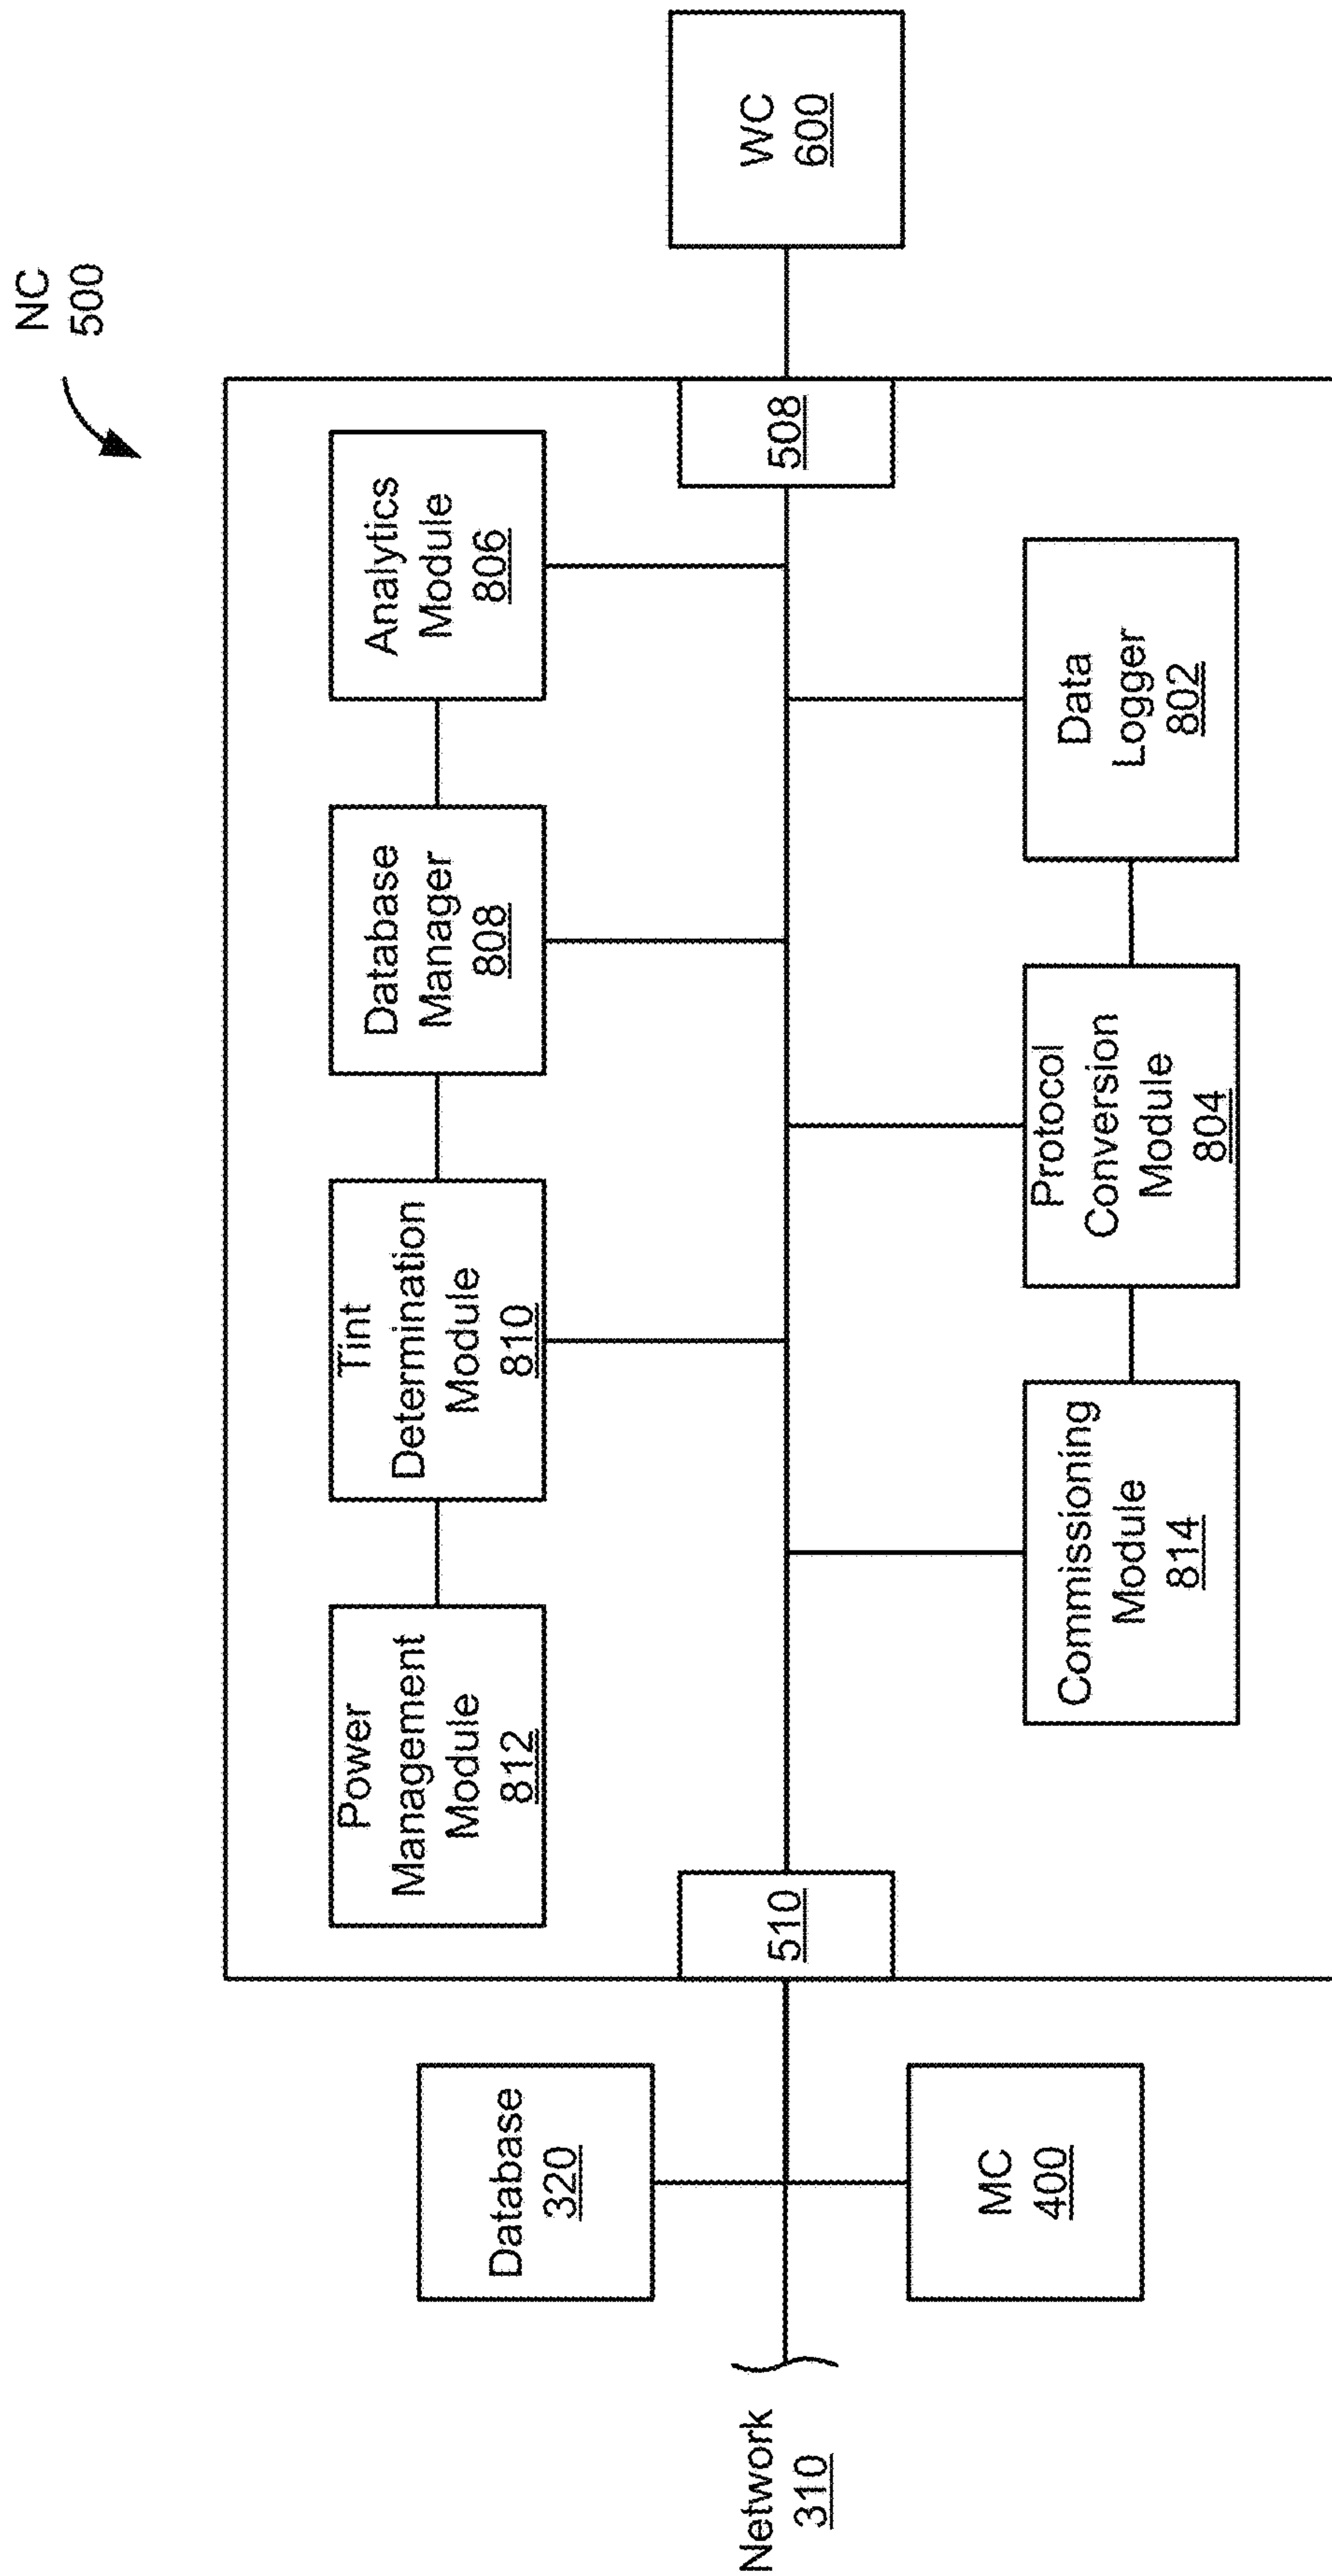 NC
500
Power
Management
Module
812
Tint
Determination
Module
810
Database
Manager
808
Analytics
Module
806
Database
320
Network
310
510
508
WC
600
MC
400
Commissioning
Module
814
Protocol
Conversion
Module
804
Data
Logger
802